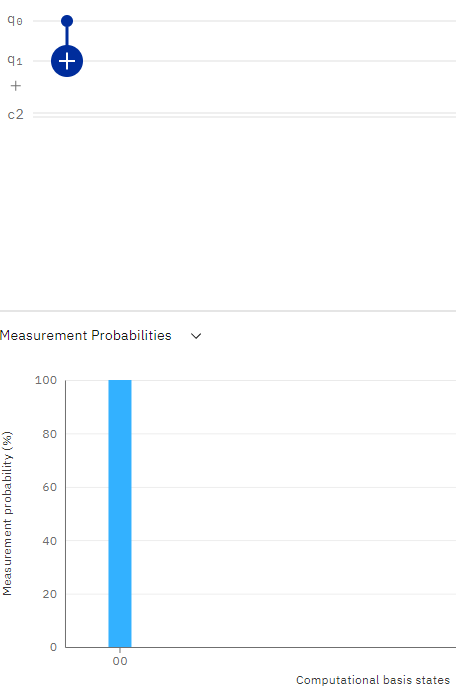 q0
q1
+
c2
Measurement Probabilities
Measurement probability (%)
100
80
60
40
20
0
00
Computational basis states